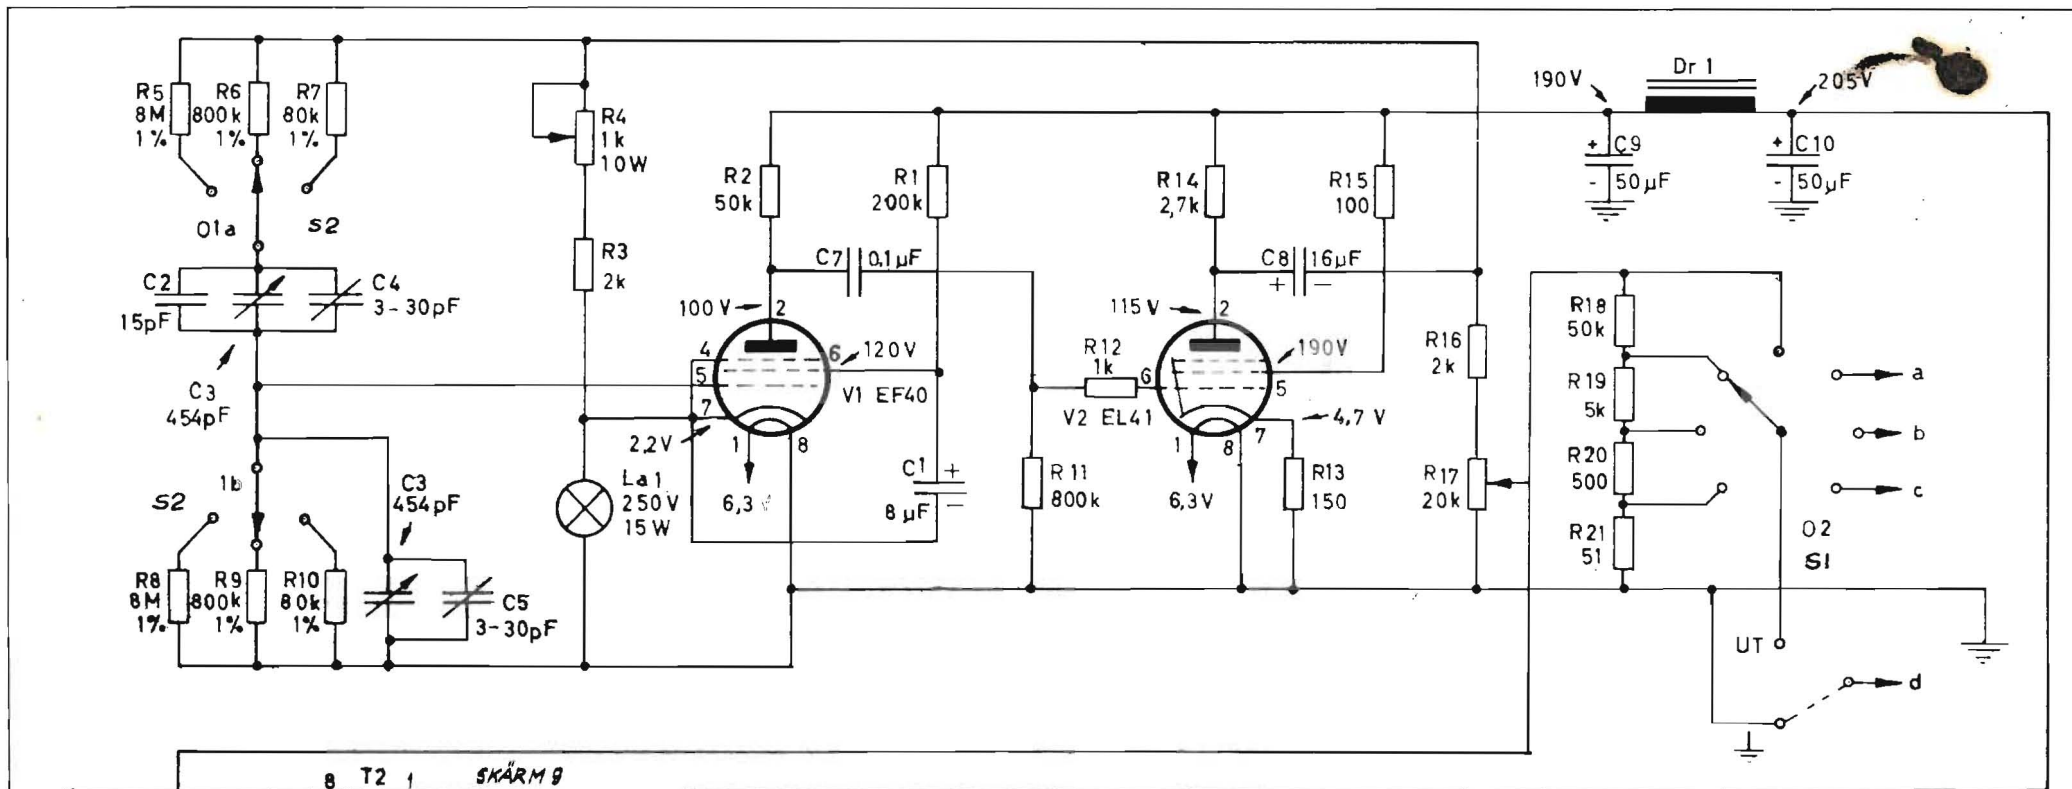 R5
8M
1%
R6
800k
1%
R7
80k
1%
O1a
S2
C2
15pF
C4
3-30pF
C3
454pF
S2
1b
C3
454pF
R8
8M
1%
R9
800k
1%
R10
80k
1%
C5
3-30pF
R4
1k
10W
R3
2k
La1
250V
15W
R2
50k
R1
200k
C7
0,1µF
100V
2
4
5
6
7
1
8
120V
V1 EF40
2,2V
6,3V
C1
+
-
8µF
R11
800k
R12
1k
V2 EL41
R14
2,7k
R15
100
C8
16µF
+
-
115V
2
190V
6
5
1
8
7
4,7V
6,3V
R13
150
R16
2k
R17
20k
190V
Dr 1
205V
+
C9
-
50µF
+
C10
-
50µF
R18
50k
R19
5k
R20
500
R21
51
a
b
c
O2
S1
UT
d
8 T2 1
SKÄRM 9